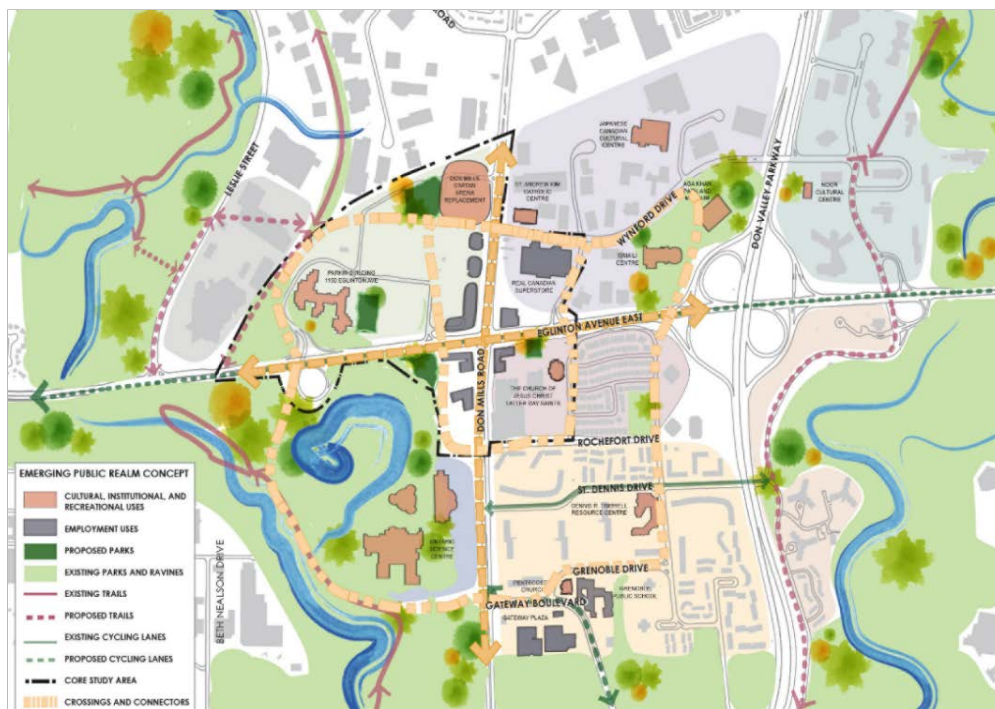 ROAD
LESLIE STREET
DON MILLS
CIVITAN
ARENA
REPLACEMENT
JAPANESE
CANADIAN
CULTURAL
CENTRE
ST. ANDREW KIM
CATHOLIC
CENTRE
AGA KHAN
PARK AND
WYNFORD DRIVE
DON VALLEY PARKWAY
NOOR
CULTURAL
CENTRE
ISMAILI
CENTRE
BUILDING
1150 EGLINTON AVE
REAL CANADIAN
SUPERSTORE
EGLINTON AVENUE EAST
DON MILLS ROAD
THE CHURCH OF
JESUS CHRIST
LATTER DAY SAINTS
ROCHEFORT DRIVE
ST. DENNIS DRIVE
DENNIS R. TIMBRELL
RESOURCE CENTRE
ONTARIO
SCIENCE
CENTRE
GRENOBLE DRIVE
PENTECOST
CHURCH
GRENOBLE
PUBLIC SCHOOL
GATEWAY BOULEVARD
GATEWAY PLAZA
BETH NEALSON DRIVE
EMERGING PUBLIC REALM CONCEPT
CULTURAL, INSTITUTIONAL, AND
RECREATIONAL USES
EMPLOYMENT USES
PROPOSED PARKS
EXISTING PARKS AND RAVINES
EXISTING TRAILS
PROPOSED TRAILS
EXISTING CYCLING LANES
PROPOSED CYCLING LANES
CORE STUDY AREA
CROSSINGS AND CONNECTORS